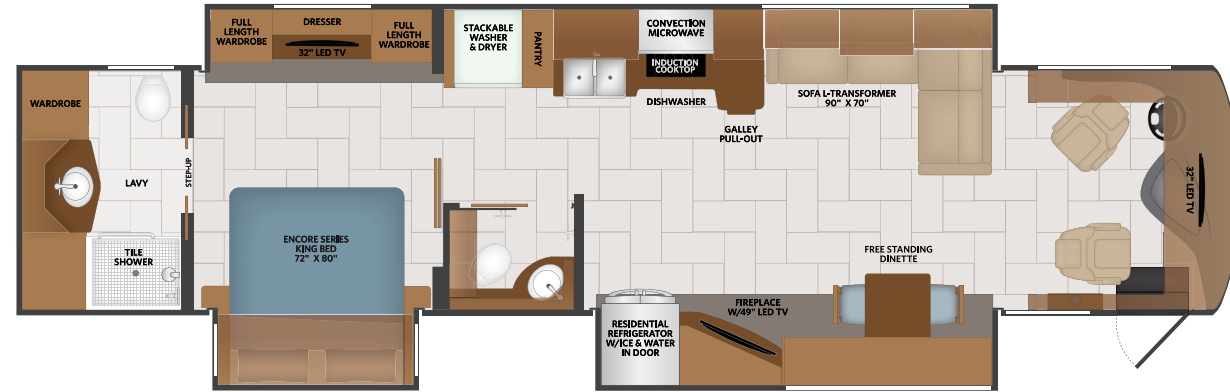 FULL
LENGTH
WARDROBE
DRESSER
32" LED TV
FULL
LENGTH
WARDROBE
STACKABLE
WASHER
& DRYER
PANTRY
CONVECTION
MICROWAVE
INDUCTION
COOKTOP
DISHWASHER
GALLEY
PULL-OUT
SOFA L-TRANSFORMER
90" X 70"
32" LED TV
WARDROBE
LAVY
STEP-UP
TILE
SHOWER
ENCORE SERIES
KING BED
72" X 80"
FREE STANDING
DINETTE
FIREPLACE
W/49" LED TV
RESIDENTIAL
REFRIGERATOR
W/ICE & WATER
IN DOOR